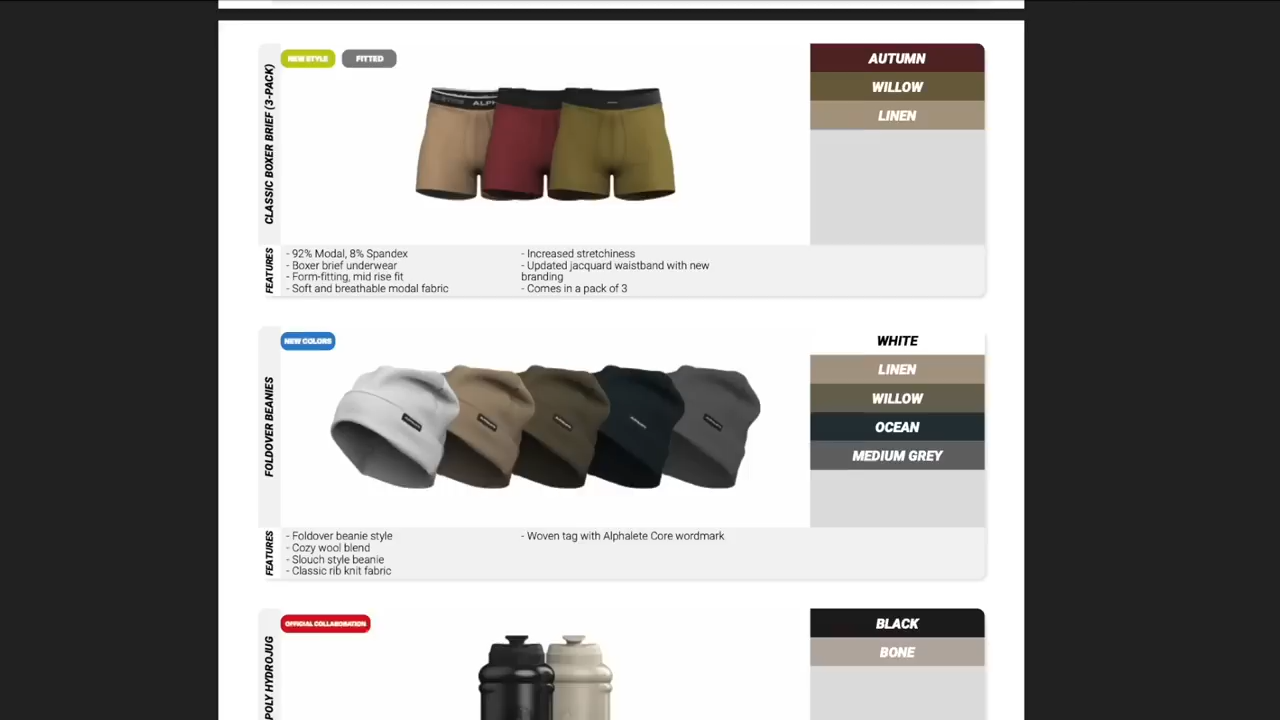 NEW STYLE
FITTED
CLASSIC BOXER BRIEF (3-PACK)
ALPH
AUTUMN
WILLOW
LINEN
FEATURES
- 92% Modal, 8% Spandex
- Boxer brief underwear
- Form-fitting, mid rise fit
- Soft and breathable modal fabric
- Increased stretchiness
- Updated jacquard waistband with new
branding
- Comes in a pack of 3
NEW COLORS
FOLDOVER BEANIES
WHITE
LINEN
WILLOW
OCEAN
MEDIUM GREY
FEATURES
- Foldover beanie style
- Cozy wool blend
- Slouch style beanie
- Classic rib knit fabric
- Woven tag with Alphalete Core wordmark
OFFICIAL COLLABORATION
POLY HYDROJUG
BLACK
BONE